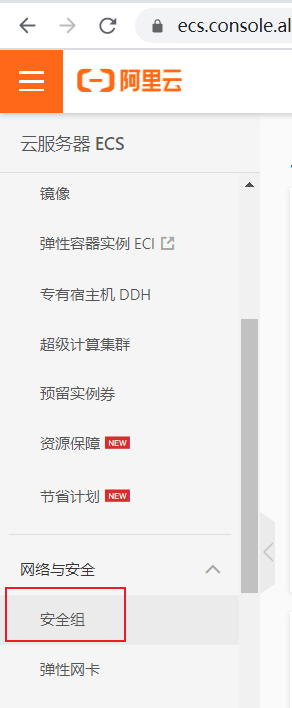 ecs.console.al
阿里云
云服务器 ECS
镜像
弹性容器实例 ECI
专有宿主机 DDH
超级计算集群
预留实例券
资源保障 NEW
节省计划 NEW
网络与安全
安全组
弹性网卡